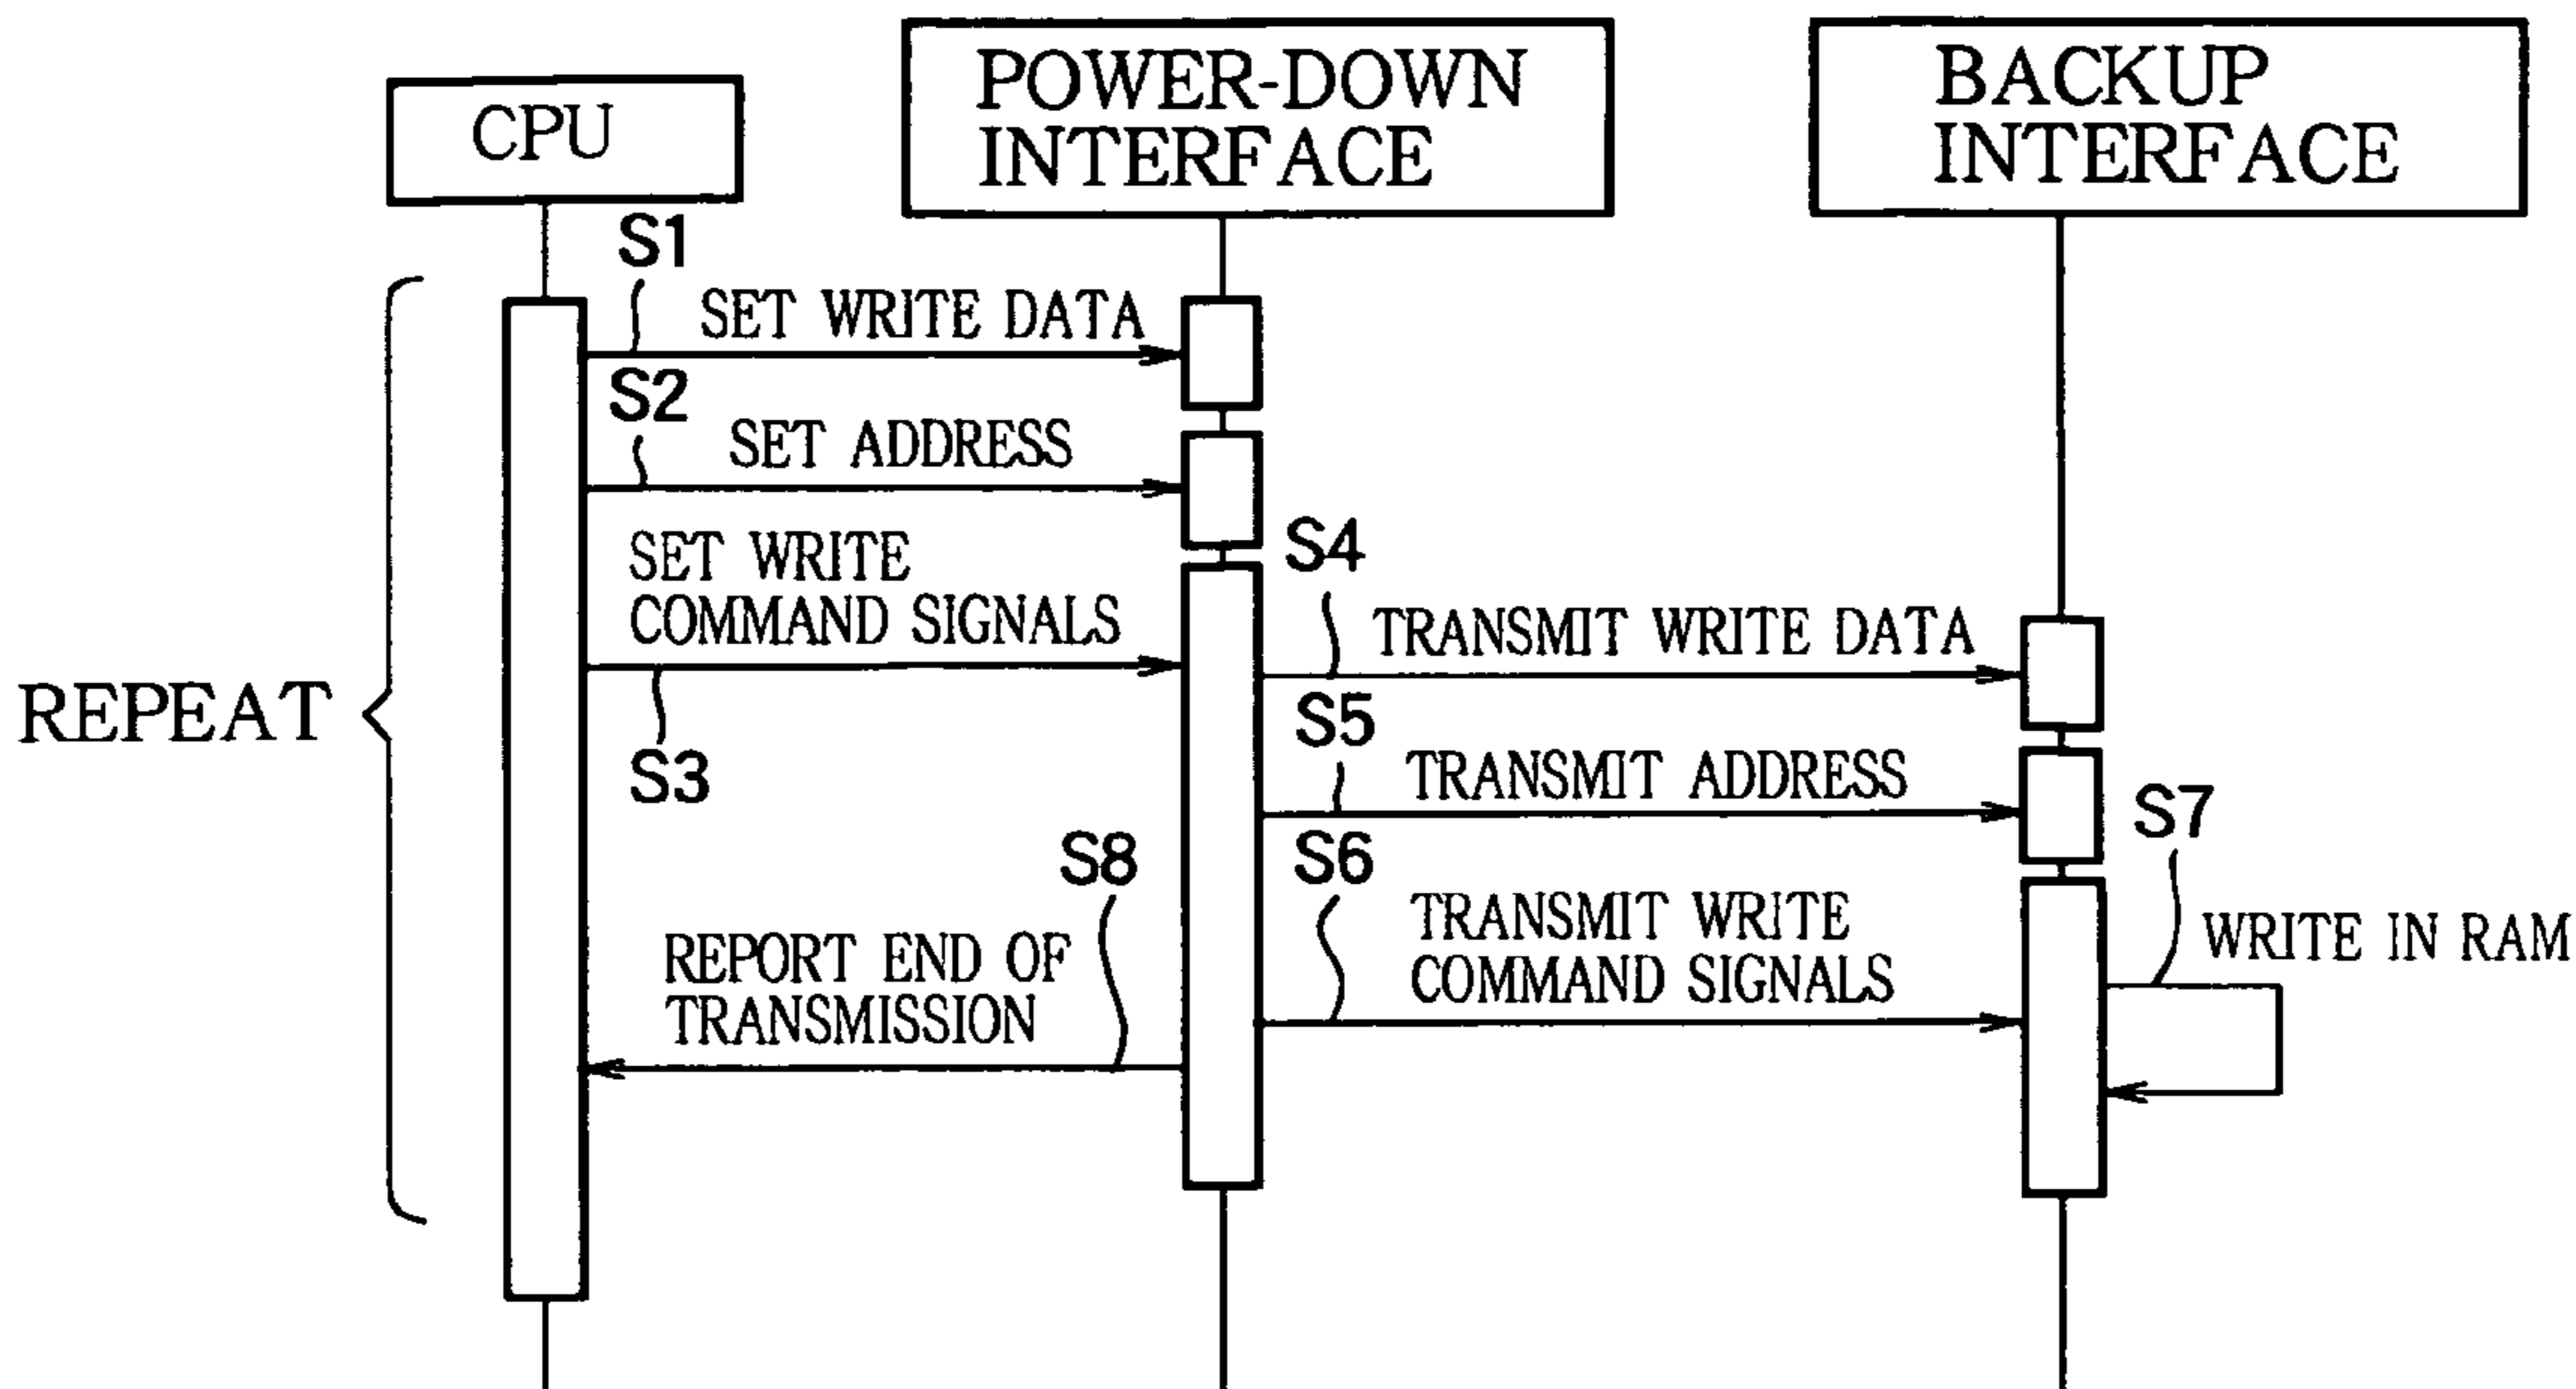 CPU
POWER-DOWN
INTERFACE
BACKUP
INTERFACE
S1
SET WRITE DATA
S2
SET ADDRESS
SET WRITE
COMMAND SIGNALS
S3
S4
TRANSMIT WRITE DATA
REPEAT
S5
TRANSMIT ADDRESS
S6
TRANSMIT WRITE
COMMAND SIGNALS
S7
WRITE IN RAM
S8
REPORT END OF
TRANSMISSION